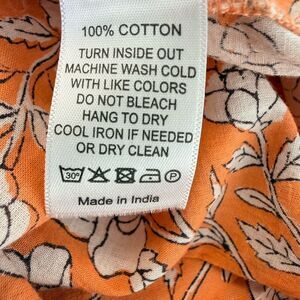 100% COTTON
TURN INSIDE OUT
MACHINE WASH COLD
WITH LIKE COLORS
DO NOT BLEACH
HANG TO DRY
COOL IRON IF NEEDED
OR DRY CLEAN
30° P
Made in India